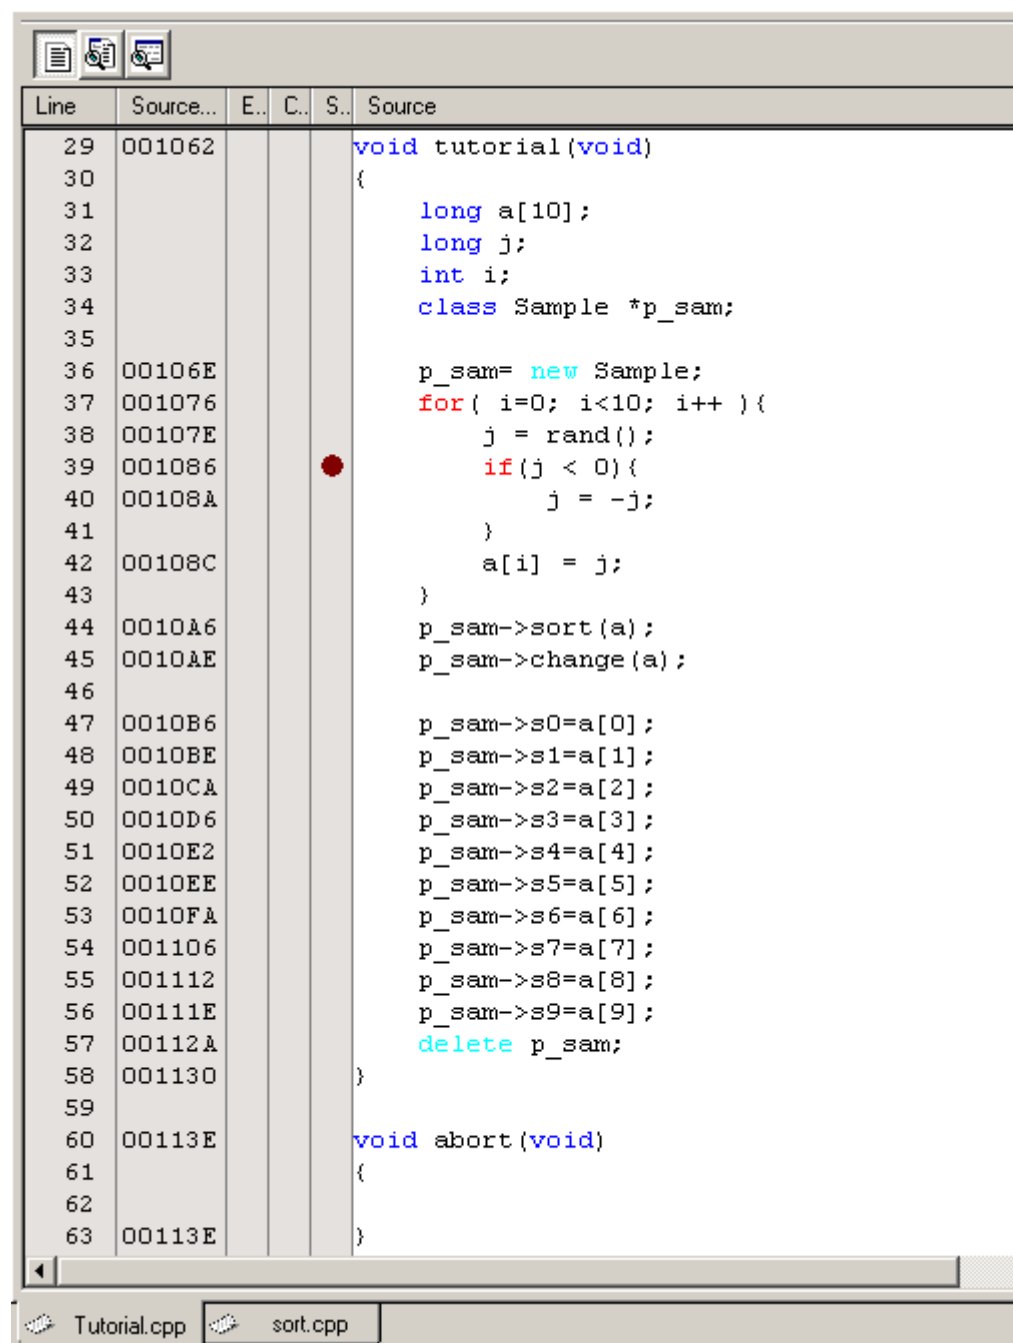 Line Source... E.. C.. S.. Source
29 001062 void tutorial(void)
30 {
31 long a[10];
32 long j;
33 int i;
34 class Sample *p_sam;
35
36 00106E p_sam= new Sample;
37 001076 for( i=0; i<10; i++ ){
38 00107E j = rand();
39 001086 if(j < 0){
40 00108A j = -j;
41 }
42 00108C a[i] = j;
43 }
44 0010A6 p_sam->sort(a);
45 0010AE p_sam->change(a);
46
47 0010B6 p_sam->s0=a[0];
48 0010BE p_sam->s1=a[1];
49 0010CA p_sam->s2=a[2];
50 0010D6 p_sam->s3=a[3];
51 0010E2 p_sam->s4=a[4];
52 0010EE p_sam->s5=a[5];
53 0010FA p_sam->s6=a[6];
54 001106 p_sam->s7=a[7];
55 001112 p_sam->s8=a[8];
56 00111E p_sam->s9=a[9];
57 00112A delete p_sam;
58 001130 }
59
60 00113E void abort(void)
61 {
62
63 00113E }
Tutorial.cpp sort.cpp